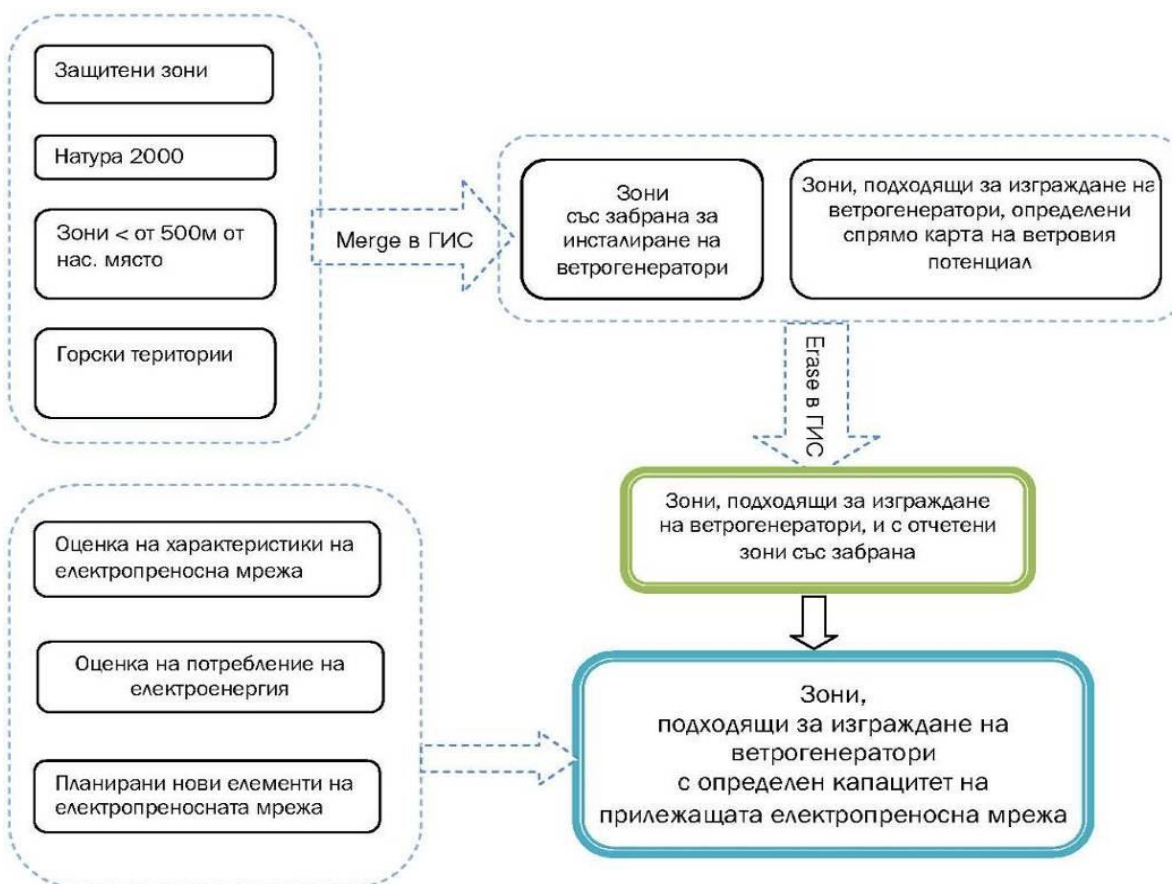 Защитени зони
Натура 2000
Зони < от 500м от
нас. място
Горски територии
Merge в ГИС
Зони
със забрана за
инсталиране на
ветрогенератори
Зони, подходящи за изграждане на
ветрогенератори, определени
спрямо карта на ветровия
потенциал
Erase в ГИС
Зони, подходящи за изграждане
на ветрогенератори, и с отчетени
зони със забрана
Оценка на характеристики на
електропреносна мрежа
Оценка на потребление на
електроенергия
Планирани нови елементи на
електропреносната мрежа
Зони,
подходящи за изграждане на
ветрогенератори
с определен капацитет на
прилежащата електропреносна мрежа